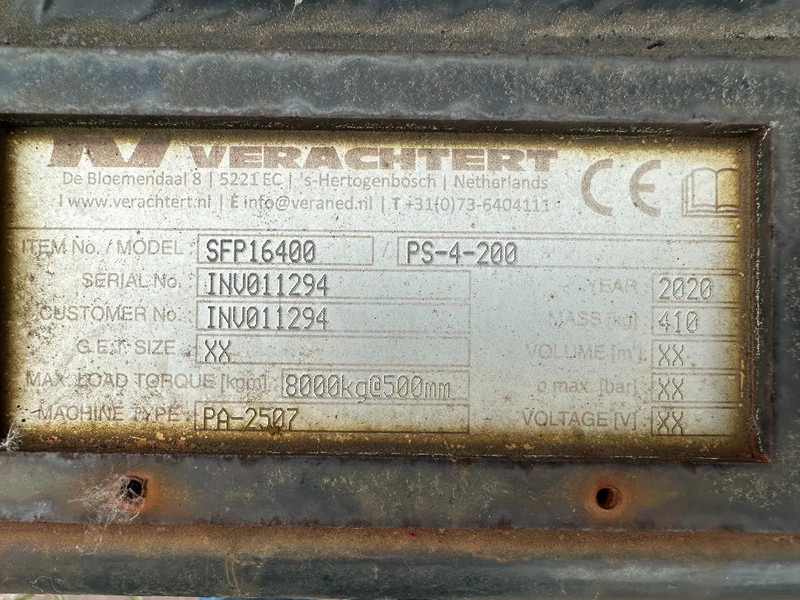 VERACHTERT
De Bloemendaal 8 | 5221 EC | 's-Hertogenbosch | Netherlands
I www.verachtert.nl | E info@veraned.nl | T +31(0)73-6404111
CE
ITEM No. / MODEL SFP16400 / PS-4-200
SERIAL No. INV011294 YEAR 2020
CUSTOMER No. INV011294 MASS [kg] 410
G.E.T SIZE XX VOLUME [m³] XX
MAX. LOAD TORQUE [kpm] 8000kg@500mm p max. [bar] XX
MACHINE TYPE PA-2507 VOLTAGE [V] XX